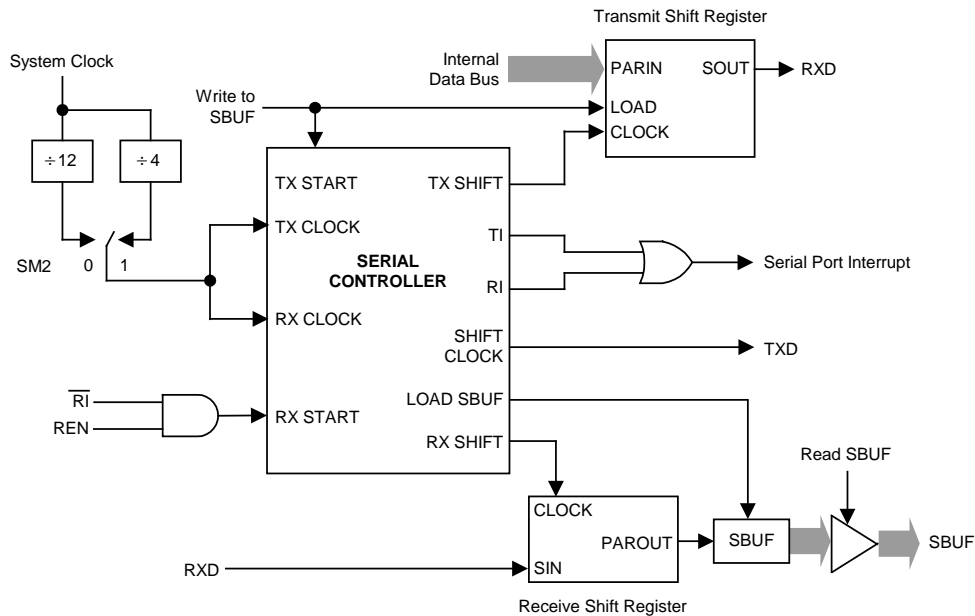 Transmit Shift Register
System Clock
Internal
Data Bus
PARIN
SOUT
RXD
Write to
SBUF
LOAD
CLOCK
÷12
÷4
TX START
TX SHIFT
TX CLOCK
TI
SM2
0
1
SERIAL
CONTROLLER
Serial Port Interrupt
RI
RX CLOCK
SHIFT
CLOCK
TXD
R̅I̅
REN
RX START
LOAD SBUF
RX SHIFT
Read SBUF
CLOCK
PAROUT
SBUF
SBUF
RXD
SIN
Receive Shift Register